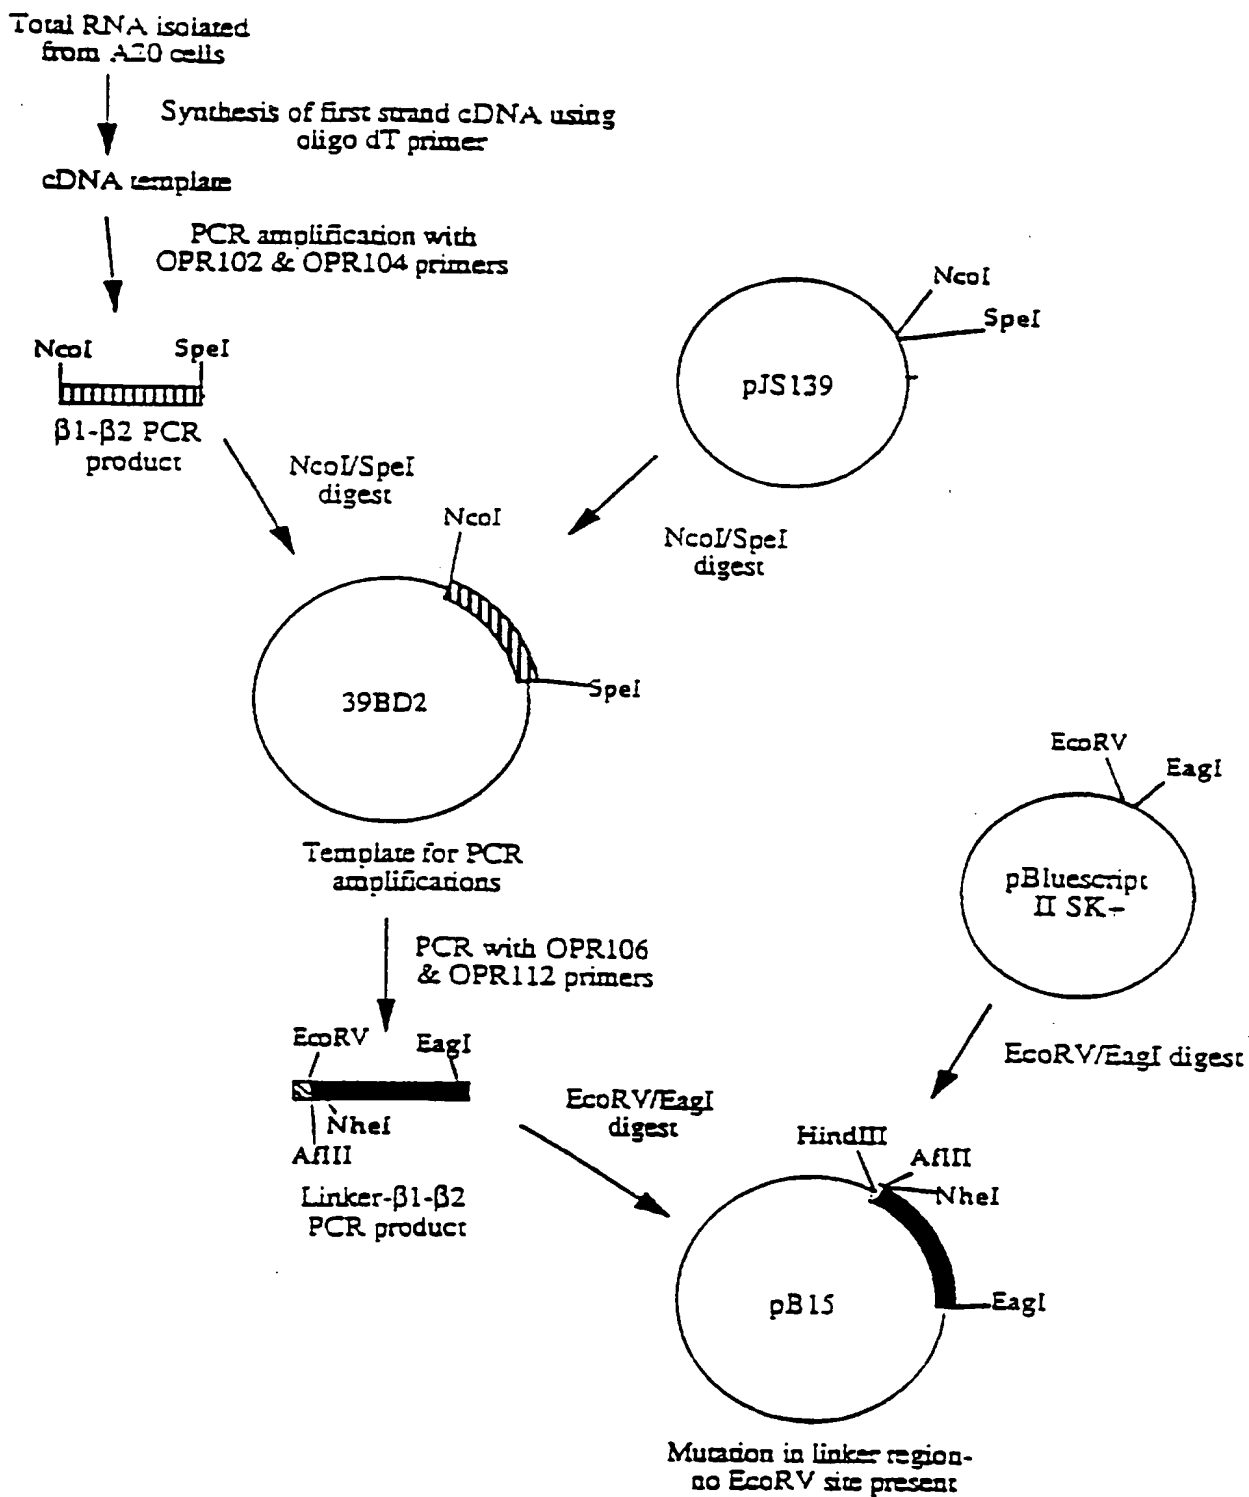 Total RNA isolated
from A20 cells
Synthesis of first strand cDNA using
oligo dT primer
cDNA template
PCR amplification with
OPR102 & OPR104 primers
NcoI
SpeI
NcoI
SpeI
pJS139
β1-β2 PCR
product
NcoI/SpeI
digest
NcoI
NcoI/SpeI
digest
39BD2
SpeI
EcoRV
EagI
Template for PCR
amplifications
pBluescript
II SK-
PCR with OPR106
& OPR112 primers
EcoRV
EagI
EcoRV/EagI digest
NheI
AflII
EcoRV/EagI
digest
HindIII
AflII
NheI
Linker-β1-β2
PCR product
pB15
EagI
Mutation in linker region-
no EcoRV site present